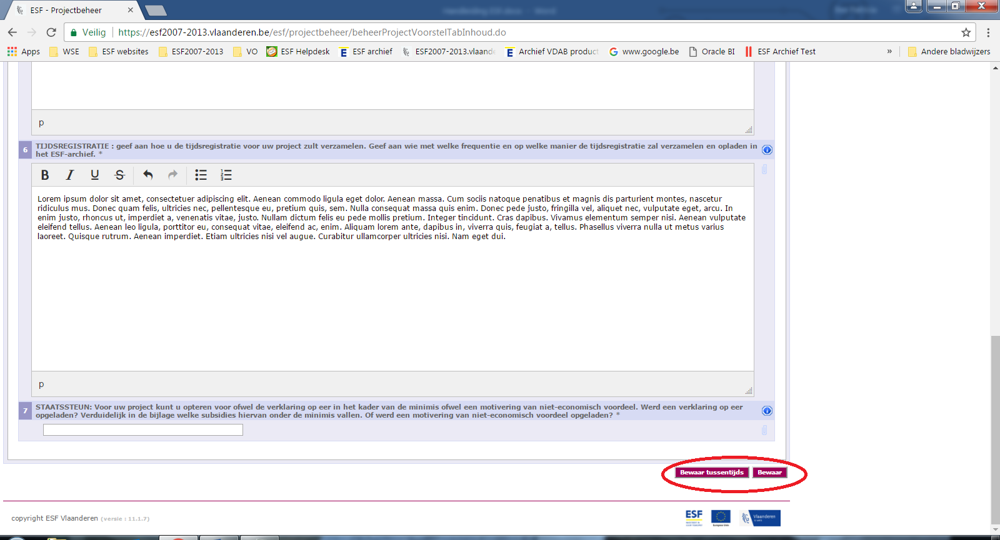 ESF - Projectbeheer
Veilig https://esf2007-2013.vlaanderen.be/esf/projectbeheer/beheerProjectVoorstelTabInhoud.do
Apps WSE ESF websites ESF2007-2013 VO ESF Helpdesk ESF archief ESF2007-2013.vlaande Archief VDAB product www.google.be Oracle BI ESF Archief Test » Andere bladwijzers
p
6 TIJDSREGISTRATIE : geef aan hoe u de tijdsregistratie voor uw project zult verzamelen. Geef aan wie met welke frequentie en op welke manier de tijdsregistratie zal verzamelen en opladen in
het ESF-archief. *
B I U S
Lorem ipsum dolor sit amet, consectetuer adipiscing elit. Aenean commodo ligula eget dolor. Aenean massa. Cum sociis natoque penatibus et magnis dis parturient montes, nascetur
ridiculus mus. Donec quam felis, ultricies nec, pellentesque eu, pretium quis, sem. Nulla consequat massa quis enim. Donec pede justo, fringilla vel, aliquet nec, vulputate eget, arcu. In
enim justo, rhoncus ut, imperdiet a, venenatis vitae, justo. Nullam dictum felis eu pede mollis pretium. Integer tincidunt. Cras dapibus. Vivamus elementum semper nisi. Aenean vulputate
eleifend tellus. Aenean leo ligula, porttitor eu, consequat vitae, eleifend ac, enim. Aliquam lorem ante, dapibus in, viverra quis, feugiat a, tellus. Phasellus viverra nulla ut metus varius
laoreet. Quisque rutrum. Aenean imperdiet. Etiam ultricies nisi vel augue. Curabitur ullamcorper ultricies nisi. Nam eget dui.
p
7 STAATSSTEUN: Voor uw project kunt u opteren voor ofwel de verklaring op eer in het kader van de minimis ofwel een motivering van niet-economisch voordeel. Werd een verklaring op eer
opgeladen? Verduidelijk in de bijlage welke subsidies hiervan onder de minimis vallen. Of werd een motivering van niet-economisch voordeel opgeladen? *
Bewaar tussentijds Bewaar
copyright ESF Vlaanderen (versie : 11.1.7)
ESF
Vlaanderen